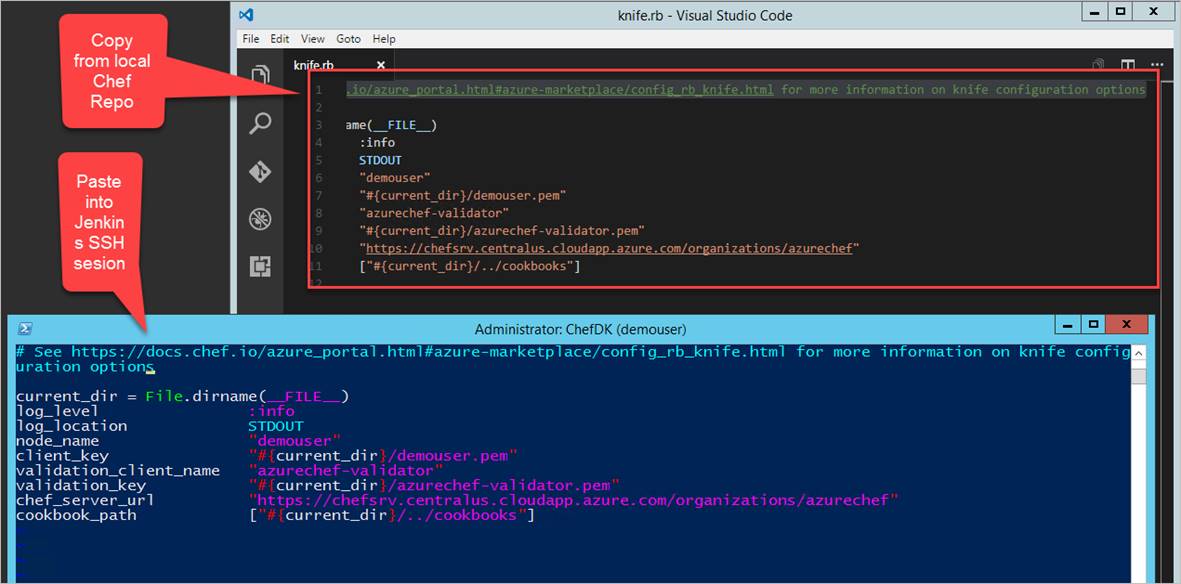 knife.rb - Visual Studio Code
File Edit View Goto Help
knife.rb
Copy
from local
Chef
Repo
1 .io/azure_portal.html#azure-marketplace/config_rb_knife.html for more information on knife configuration options
2
3 ame(__FILE__)
4 :info
5 STDOUT
6 "demouser"
7 "#{current_dir}/demouser.pem"
8 "azurechef-validator"
9 "#{current_dir}/azurechef-validator.pem"
10 "https://chefsrv.centralus.cloudapp.azure.com/organizations/azurechef"
11 ["#{current_dir}/../cookbooks"]
12
Paste
into
Jenkin
s SSH
sesion
Administrator: ChefDK (demouser)
# See https://docs.chef.io/azure_portal.html#azure-marketplace/config_rb_knife.html for more information on knife config
uration options
current_dir = File.dirname(__FILE__)
log_level :info
log_location STDOUT
node_name "demouser"
client_key "#{current_dir}/demouser.pem"
validation_client_name "azurechef-validator"
validation_key "#{current_dir}/azurechef-validator.pem"
chef_server_url "https://chefsrv.centralus.cloudapp.azure.com/organizations/azurechef"
cookbook_path ["#{current_dir}/../cookbooks"]
~
~
~